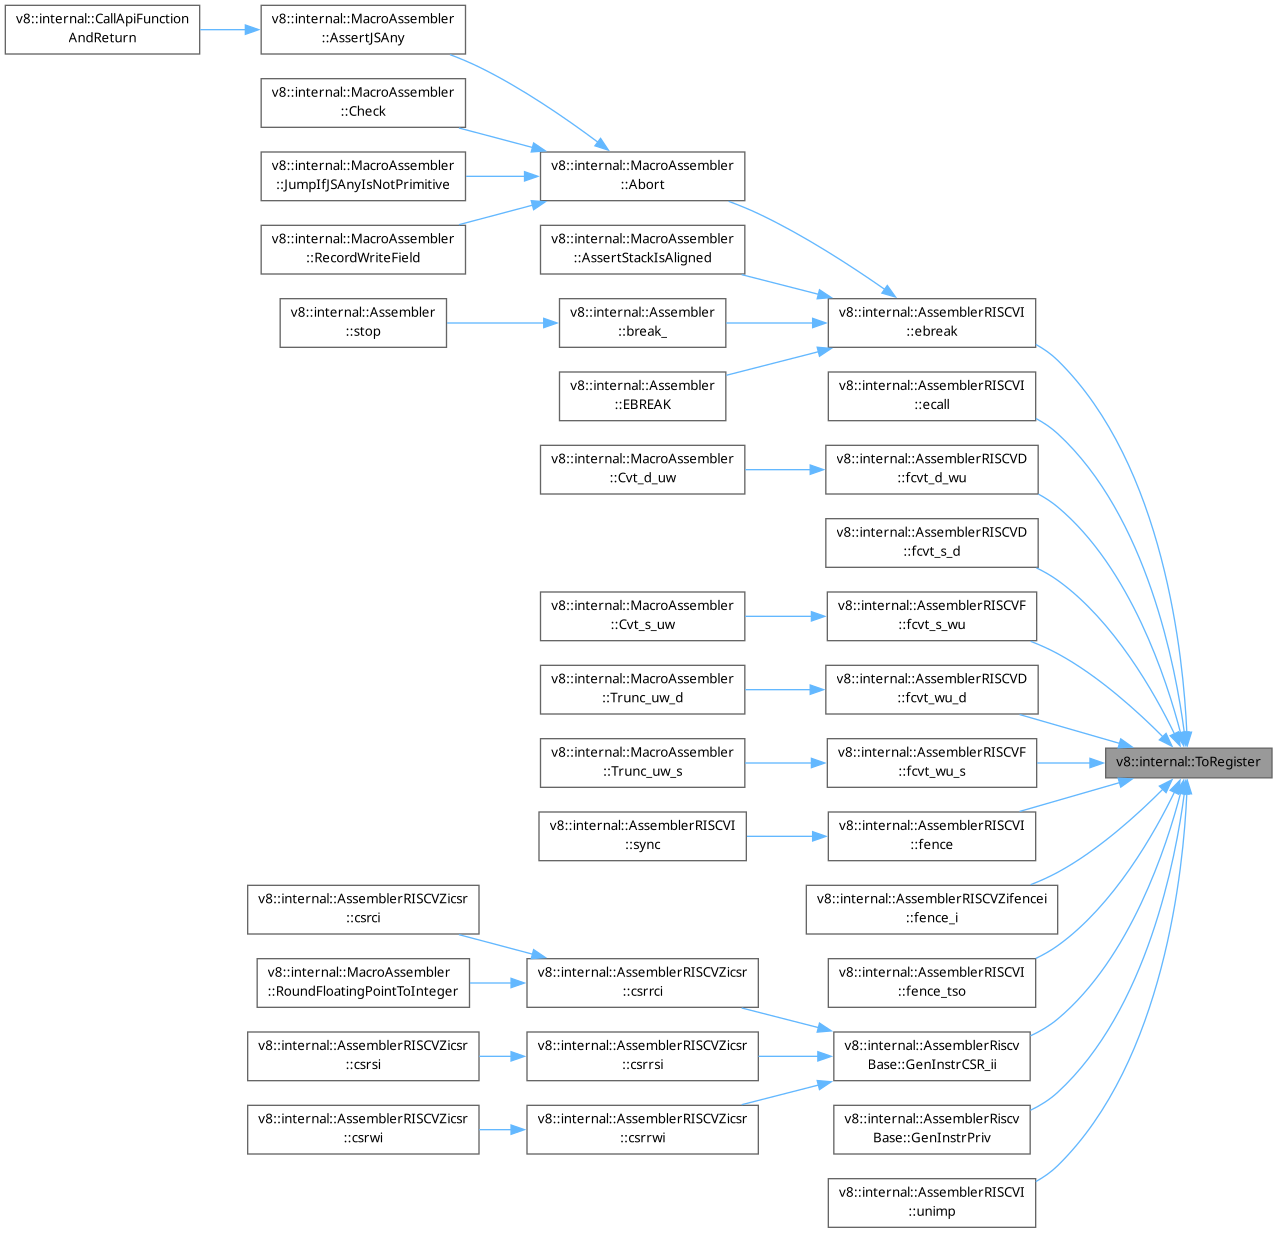 v8::internal::CallApiFunction
AndReturn
v8::internal::MacroAssembler
::AssertJSAny
v8::internal::MacroAssembler
::Check
v8::internal::MacroAssembler
::JumpIfJSAnyIsNotPrimitive
v8::internal::MacroAssembler
::RecordWriteField
v8::internal::MacroAssembler
::Abort
v8::internal::MacroAssembler
::AssertStackIsAligned
v8::internal::Assembler
::stop
v8::internal::Assembler
::break_
v8::internal::Assembler
::EBREAK
v8::internal::AssemblerRISCVI
::ebreak
v8::internal::AssemblerRISCVI
::ecall
v8::internal::MacroAssembler
::Cvt_d_uw
v8::internal::AssemblerRISCVD
::fcvt_d_wu
v8::internal::AssemblerRISCVD
::fcvt_s_d
v8::internal::MacroAssembler
::Cvt_s_uw
v8::internal::AssemblerRISCVF
::fcvt_s_wu
v8::internal::MacroAssembler
::Trunc_uw_d
v8::internal::AssemblerRISCVD
::fcvt_wu_d
v8::internal::MacroAssembler
::Trunc_uw_s
v8::internal::AssemblerRISCVF
::fcvt_wu_s
v8::internal::ToRegister
v8::internal::AssemblerRISCVI
::sync
v8::internal::AssemblerRISCVI
::fence
v8::internal::AssemblerRISCVZifencei
::fence_i
v8::internal::AssemblerRISCVI
::fence_tso
v8::internal::AssemblerRISCVZicsr
::csrci
v8::internal::MacroAssembler
::RoundFloatingPointToInteger
v8::internal::AssemblerRISCVZicsr
::csrrci
v8::internal::AssemblerRISCVZicsr
::csrsi
v8::internal::AssemblerRISCVZicsr
::csrrsi
v8::internal::AssemblerRiscv
Base::GenInstrCSR_ii
v8::internal::AssemblerRISCVZicsr
::csrwi
v8::internal::AssemblerRISCVZicsr
::csrrwi
v8::internal::AssemblerRiscv
Base::GenInstrPriv
v8::internal::AssemblerRISCVI
::unimp